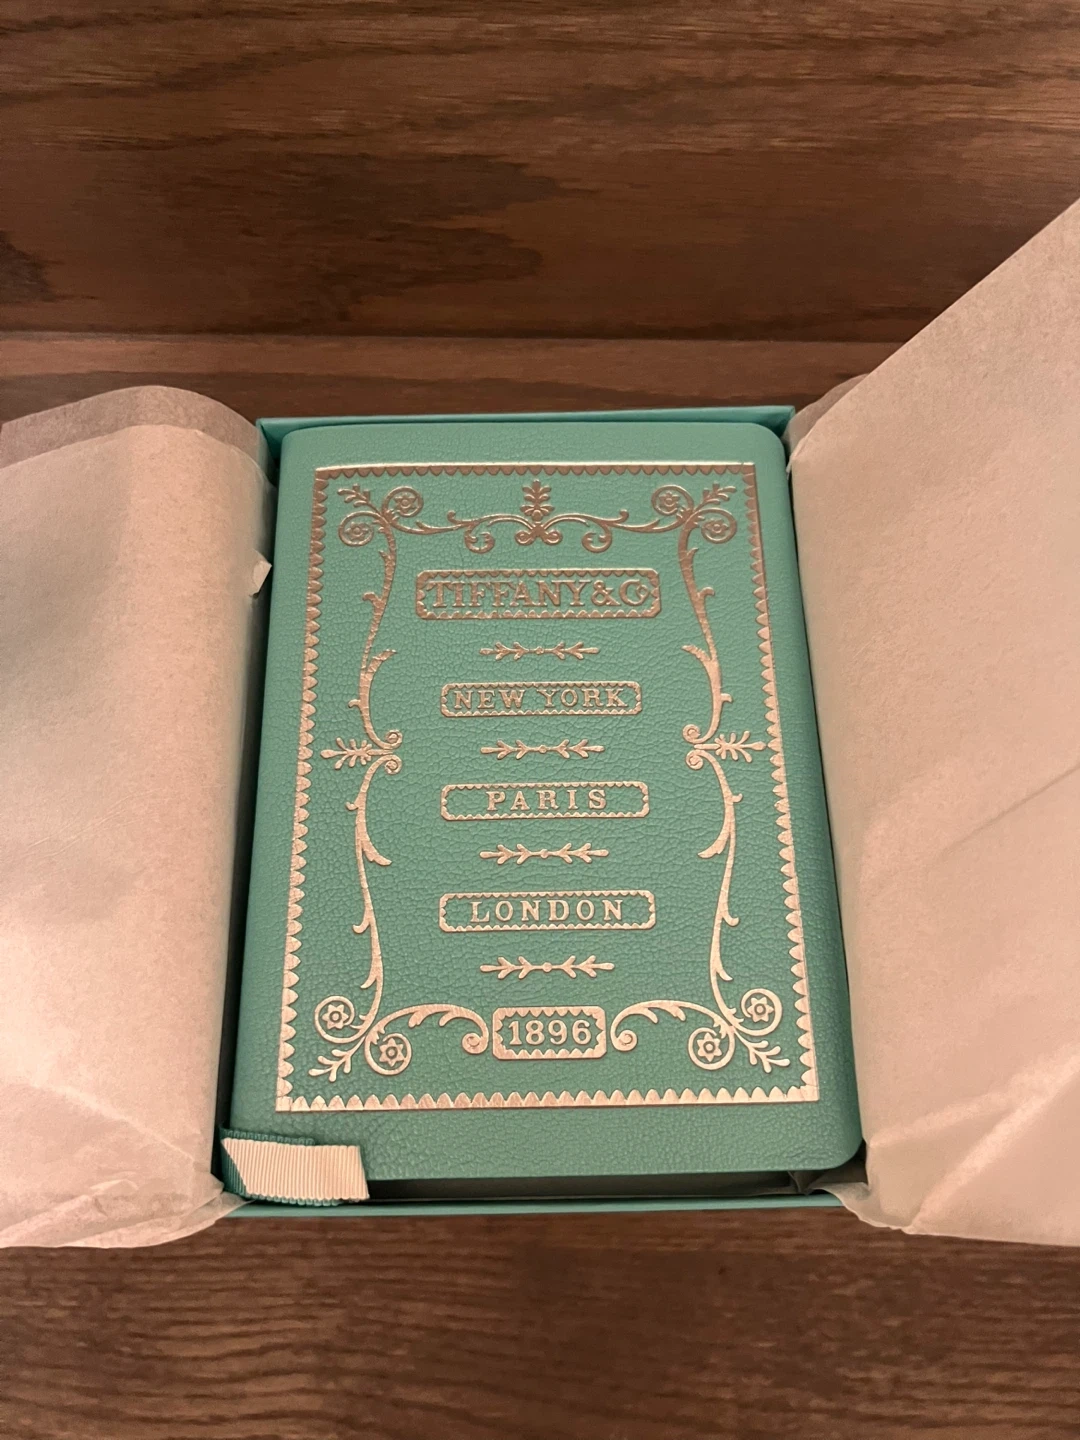 TIFFANY & CO
NEW YORK
PARIS
LONDON
1896